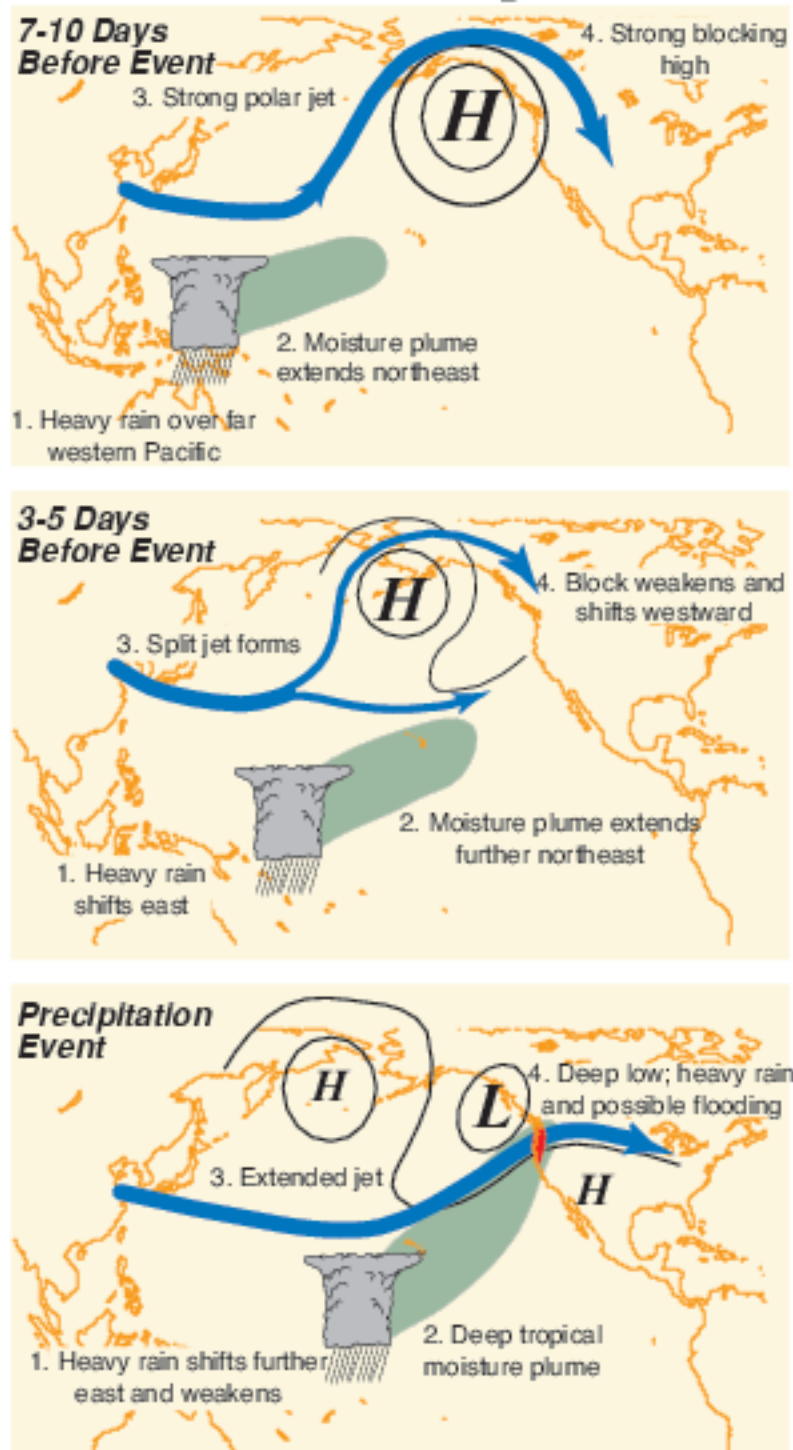 7-10 Days
Before Event
4. Strong blocking
high
3. Strong polar jet
H
2. Moisture plume
extends northeast
1. Heavy rain over far
western Pacific
3-5 Days
Before Event
H
4. Block weakens and
shifts westward
3. Split jet forms
2. Moisture plume extends
further northeast
1. Heavy rain
shifts east
Precipitation
Event
H
L
4. Deep low; heavy rain
and possible flooding
3. Extended jet
H
2. Deep tropical
moisture plume
1. Heavy rain shifts further
east and weakens